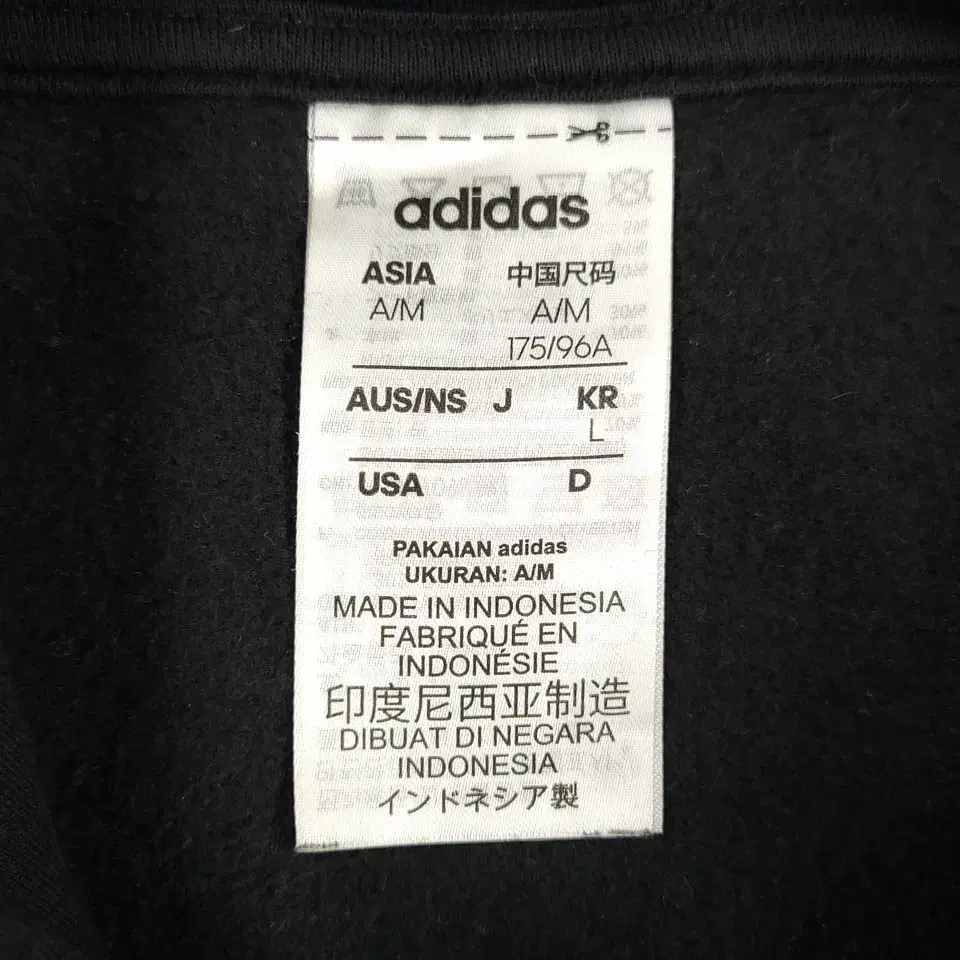 adidas
ASIA 中国尺码
A/M A/M
175/96A
AUS/NS J KR
L
USA D
PAKAIAN adidas
UKURAN: A/M
MADE IN INDONESIA
FABRIQUÉ EN
INDONÉSIE
印度尼西亚制造
DIBUAT DI NEGARA
INDONESIA
インドネシア製